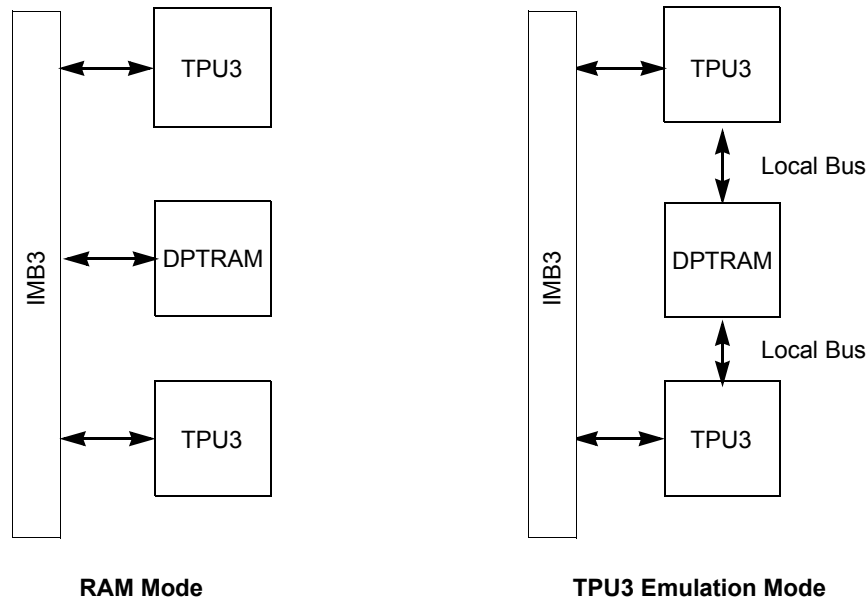 IMB3
TPU3
DPTRAM
TPU3
RAM Mode
IMB3
TPU3
Local Bus
DPTRAM
Local Bus
TPU3
TPU3 Emulation Mode